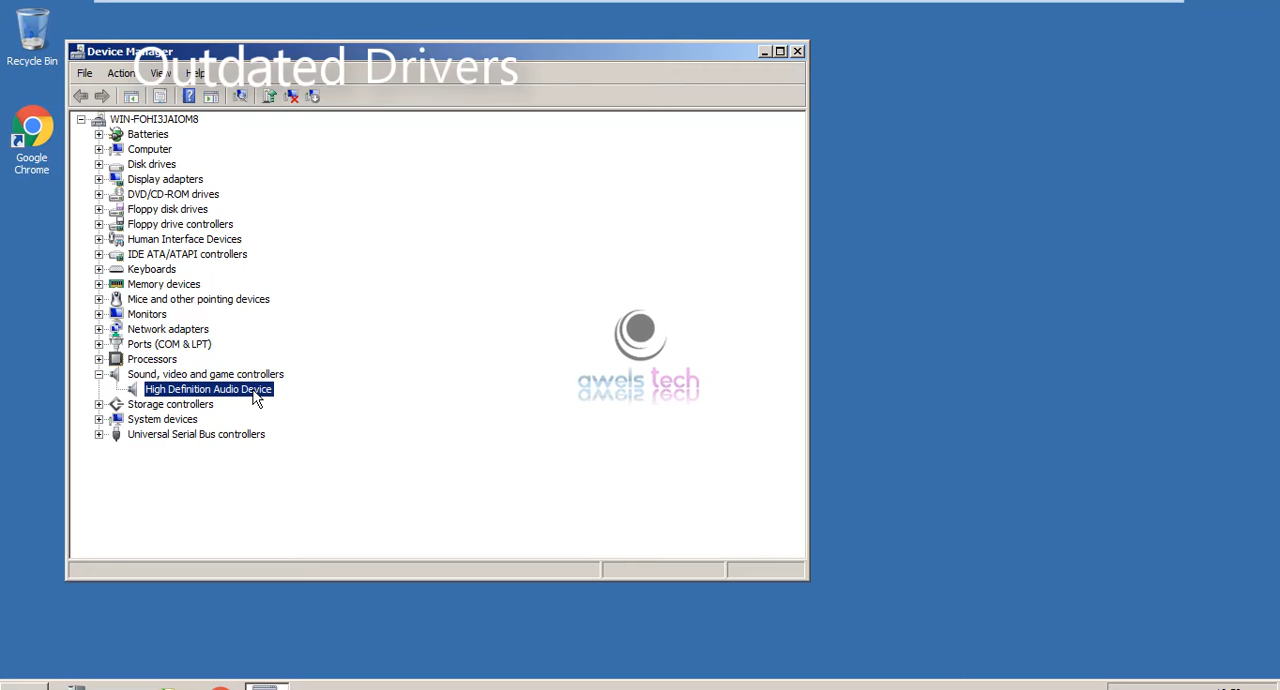 Recycle Bin
Google
Chrome
Device Manager
Outdated Drivers
File Action View Help
WIN-FOHI3JAIOM8
Batteries
Computer
Disk drives
Display adapters
DVD/CD-ROM drives
Floppy disk drives
Floppy drive controllers
Human Interface Devices
IDE ATA/ATAPI controllers
Keyboards
Memory devices
Mice and other pointing devices
Monitors
Network adapters
Ports (COM & LPT)
Processors
Sound, video and game controllers
High Definition Audio Device
Storage controllers
System devices
Universal Serial Bus controllers
awels tech